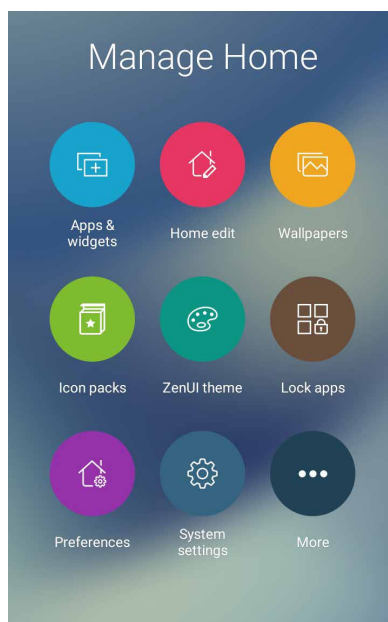 Manage Home
Apps &
widgets
Home edit
Wallpapers
Icon packs
ZenUI theme
Lock apps
Preferences
System
settings
More